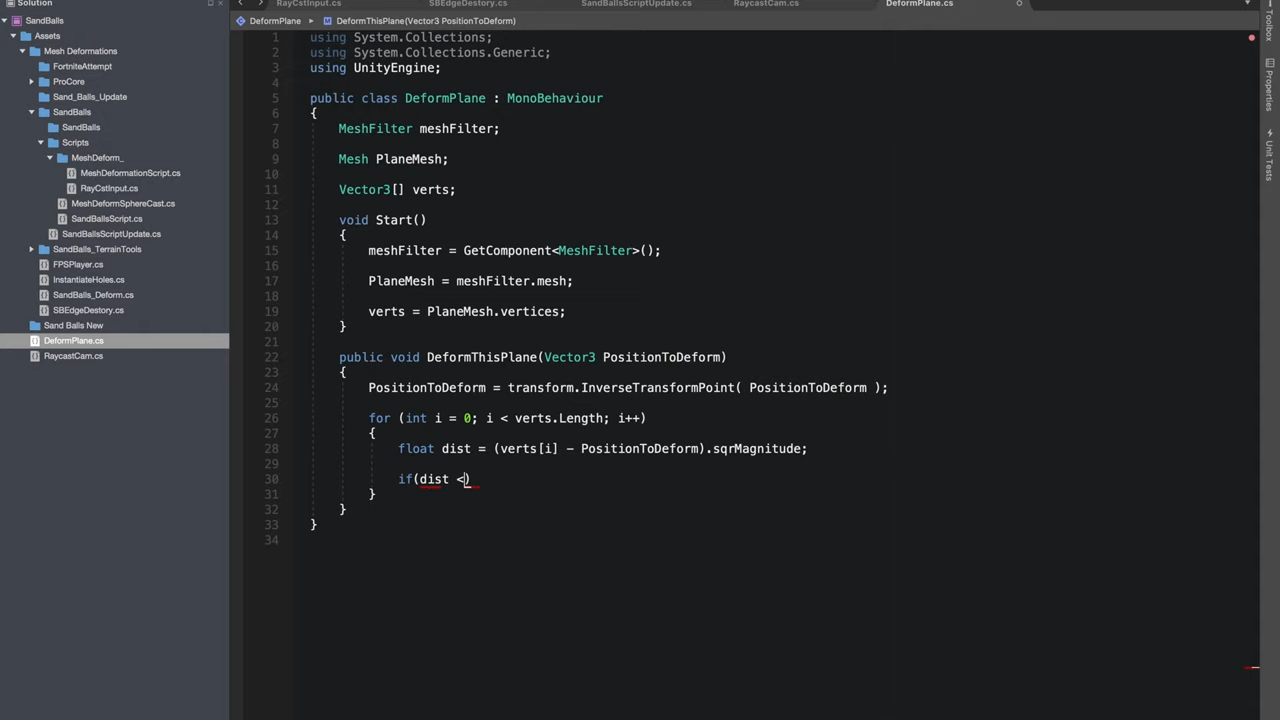 Solution
SandBalls
Assets
Mesh Deformations
FortniteAttempt
ProCore
Sand_Balls_Update
SandBalls
SandBalls
Scripts
MeshDeform_
MeshDeformationScript.cs
RayCstInput.cs
MeshDeformSphereCast.cs
SandBallsScript.cs
SandBallsScriptUpdate.cs
SandBalls_TerrainTools
FPSPlayer.cs
InstantiateHoles.cs
SandBalls_Deform.cs
SBEdgeDestory.cs
Sand Balls New
DeformPlane.cs
RaycastCam.cs
RayCstInput.cs SBEdgeDestory.cs SandBallsScriptUpdate.cs RaycastCam.cs DeformPlane.cs
DeformPlane DeformThisPlane(Vector3 PositionToDeform)
1 using System.Collections;
2 using System.Collections.Generic;
3 using UnityEngine;
4
5 public class DeformPlane : MonoBehaviour
6 {
7 MeshFilter meshFilter;
8
9 Mesh PlaneMesh;
10
11 Vector3[] verts;
12
13 void Start()
14 {
15 meshFilter = GetComponent<MeshFilter>();
16
17 PlaneMesh = meshFilter.mesh;
18
19 verts = PlaneMesh.vertices;
20 }
21
22 public void DeformThisPlane(Vector3 PositionToDeform)
23 {
24 PositionToDeform = transform.InverseTransformPoint( PositionToDeform );
25
26 for (int i = 0; i < verts.Length; i++)
27 {
28 float dist = (verts[i] - PositionToDeform).sqrMagnitude;
29
30 if(dist <)
31 }
32 }
33 }
34
Toolbox
Properties
Unit Tests